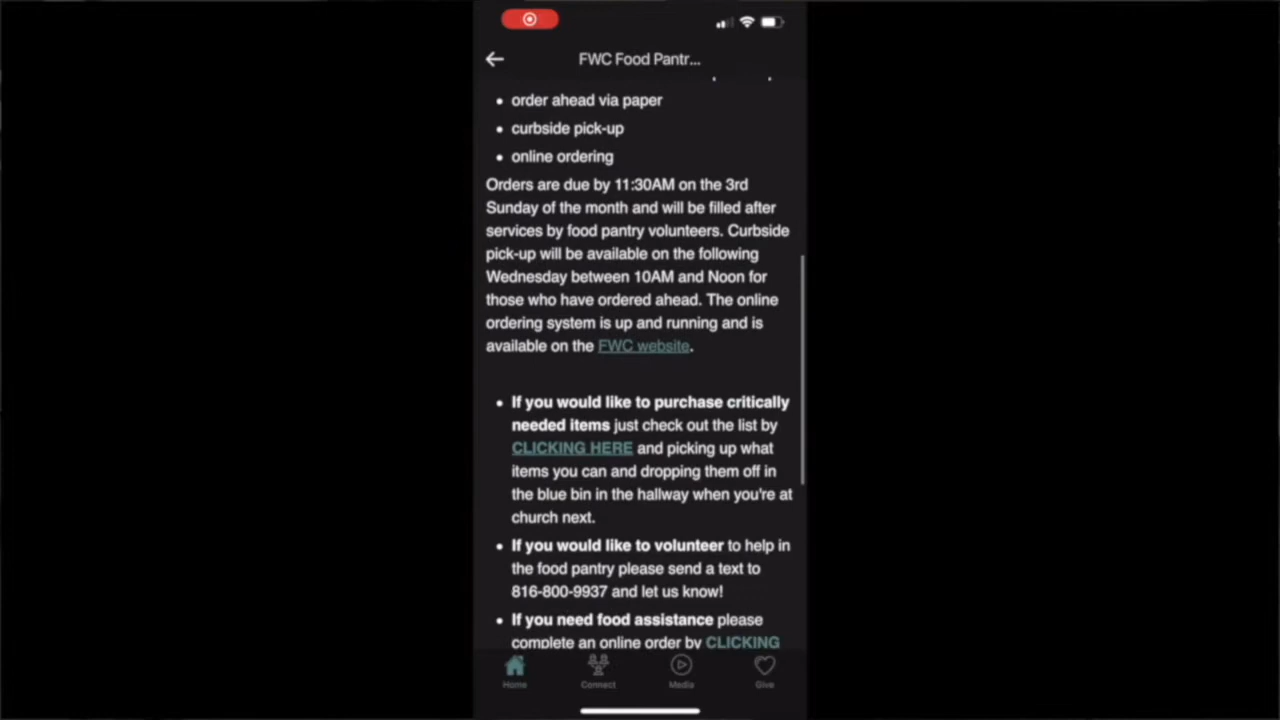 FWC Food Pantr...
order ahead via paper
curbside pick-up
online ordering
Orders are due by 11:30AM on the 3rd
Sunday of the month and will be filled after
services by food pantry volunteers. Curbside
pick-up will be available on the following
Wednesday between 10AM and Noon for
those who have ordered ahead. The online
ordering system is up and running and is
available on the FWC website.
If you would like to purchase critically
needed items just check out the list by
CLICKING HERE and picking up what
items you can and dropping them off in
the blue bin in the hallway when you're at
church next.
If you would like to volunteer to help in
the food pantry please send a text to
816-800-9937 and let us know!
If you need food assistance please
complete an online order by CLICKING
Home Connect Media Give